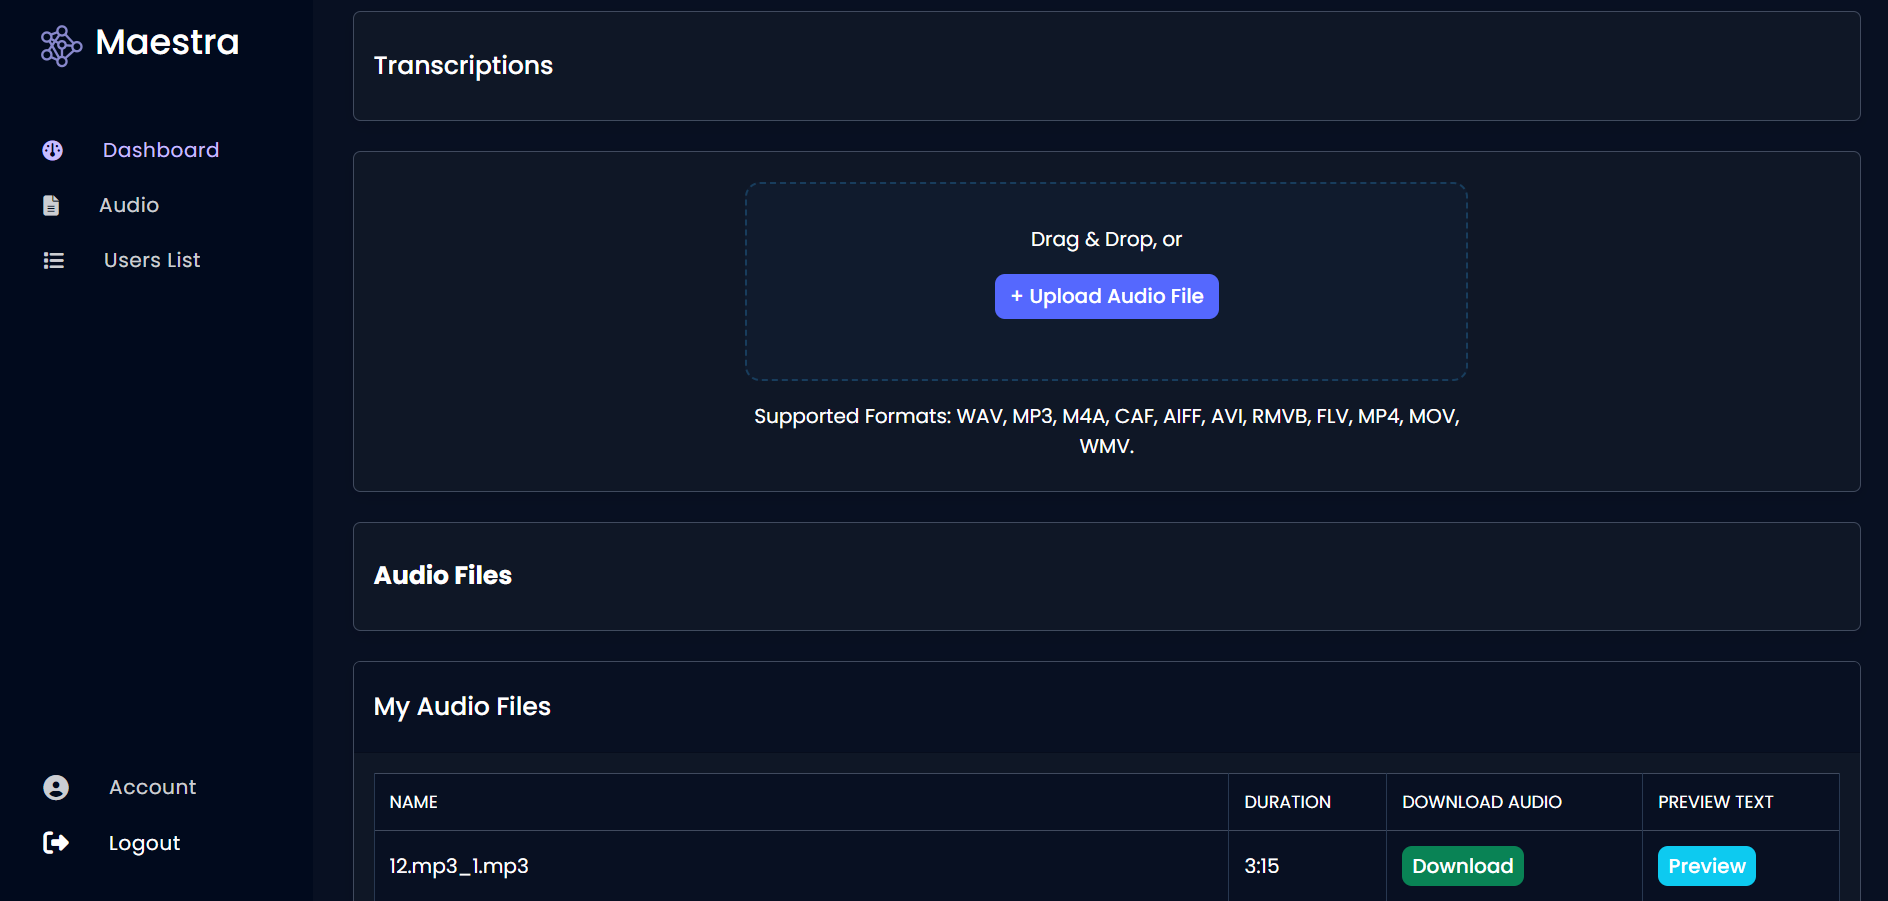 Maestra
Dashboard
Audio
Users List
Account
Logout
Transcriptions
Drag & Drop, or
+ Upload Audio File
Supported Formats: WAV, MP3, M4A, CAF, AIFF, AVI, RMVB, FLV, MP4, MOV,
WMV.
Audio Files
My Audio Files
NAME DURATION DOWNLOAD AUDIO PREVIEW TEXT
12.mp3_1.mp3 3:15 Download Preview